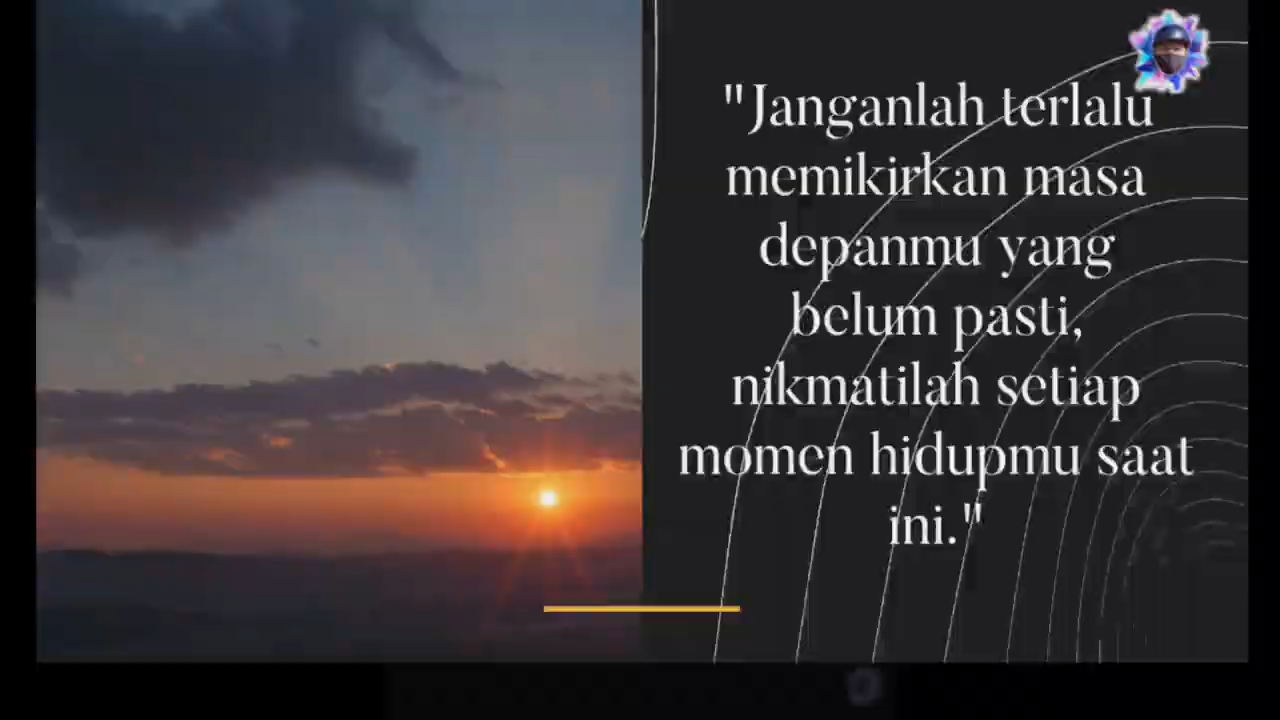 "Janganlah terlalu
memikirkan masa
depanmu yang
belum pasti,
nikmatilah setiap
momen hidupmu saat
ini."